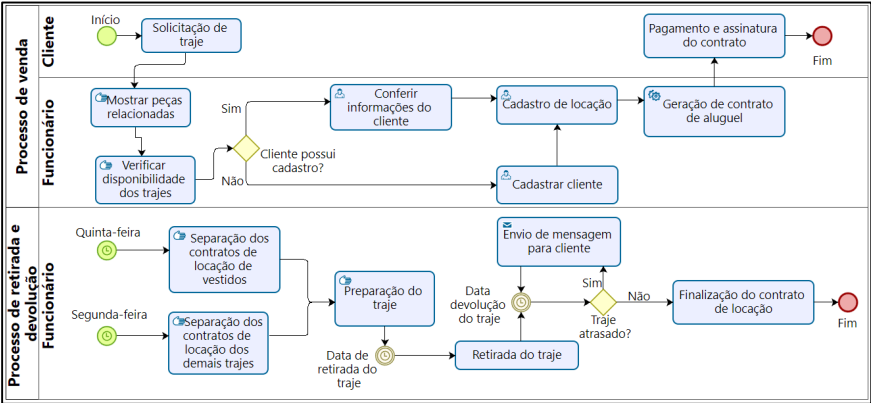 Processo de venda
Cliente
Início
Solicitação de
traje
Pagamento e assinatura
do contrato
Fim
Funcionário
Mostrar peças
relacionadas
Verificar
disponibilidade
dos trajes
Sim
Cliente possui
cadastro?
Não
Conferir
informações do
cliente
Cadastro de locação
Cadastrar cliente
Geração de contrato
de aluguel
Processo de retirada e
devolução
Funcionário
Quinta-feira
Separação dos
contratos de
locação de
vestidos
Segunda-feira
Separação dos
contratos de
locação dos
demais trajes
Preparação do
traje
Data de
retirada do
traje
Retirada do traje
Data
devolução
do traje
Envio de mensagem
para cliente
Sim
Traje
atrasado?
Não
Finalização do contrato
de locação
Fim